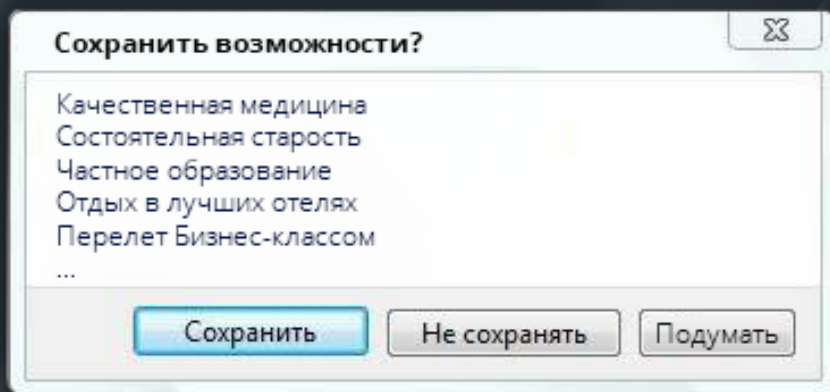 Сохранить возможности?
Качественная медицина
Состоятельная старость
Частное образование
Отдых в лучших отелях
Перелет Бизнес-классом
...
Сохранить Не сохранять Подумать